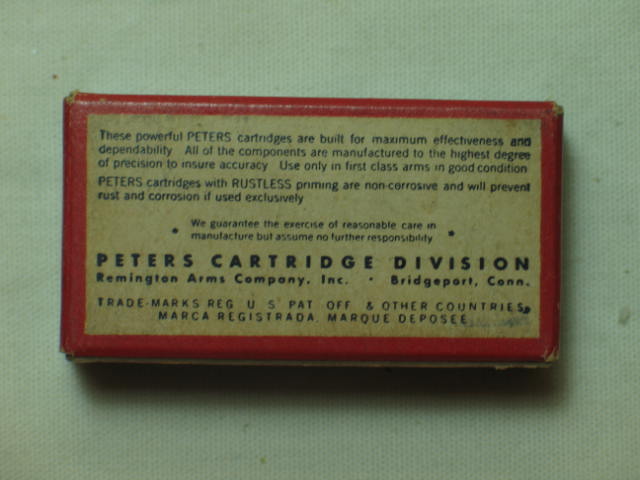 These powerful PETERS cartridges are built for maximum effectiveness and
dependability All of the components are manufactured to the highest degree
of precision to insure accuracy Use only in first class arms in good condition
PETERS cartridges with RUSTLESS priming are non-corrosive and will prevent
rust and corrosion if used exclusively
We guarantee the exercise of reasonable care in
* manufacture but assume no further responsibility *
PETERS CARTRIDGE DIVISION
Remington Arms Company, Inc. · Bridgeport, Conn.
TRADE-MARKS REG U S PAT OFF & OTHER COUNTRIES,
MARCA REGISTRADA. MARQUE DEPOSEE